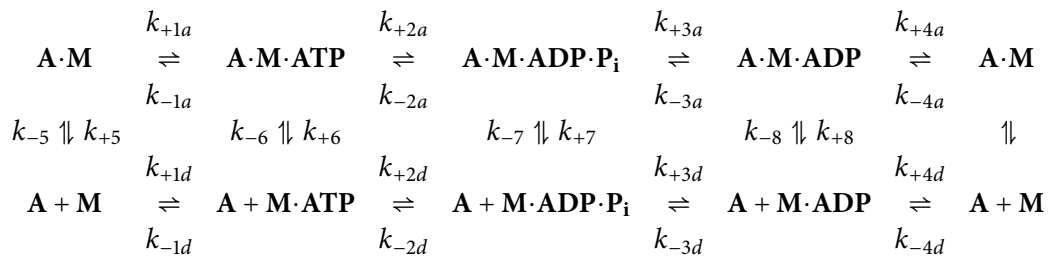 k₊₁ₐ k₊₂ₐ k₊₃ₐ k₊₄ₐ
A·M ⇌ A·M·ATP ⇌ A·M·ADP·Pᵢ ⇌ A·M·ADP ⇌ A·M
k₋₁ₐ k₋₂ₐ k₋₃ₐ k₋₄ₐ
k₋₅ ⥮ k₊₅ k₋₆ ⥮ k₊₆ k₋₇ ⥮ k₊₇ k₋₈ ⥮ k₊₈ ⥮
k₊₁d k₊₂d k₊₃d k₊₄d
A + M ⇌ A + M·ATP ⇌ A + M·ADP·Pᵢ ⇌ A + M·ADP ⇌ A + M
k₋₁d k₋₂d k₋₃d k₋₄d